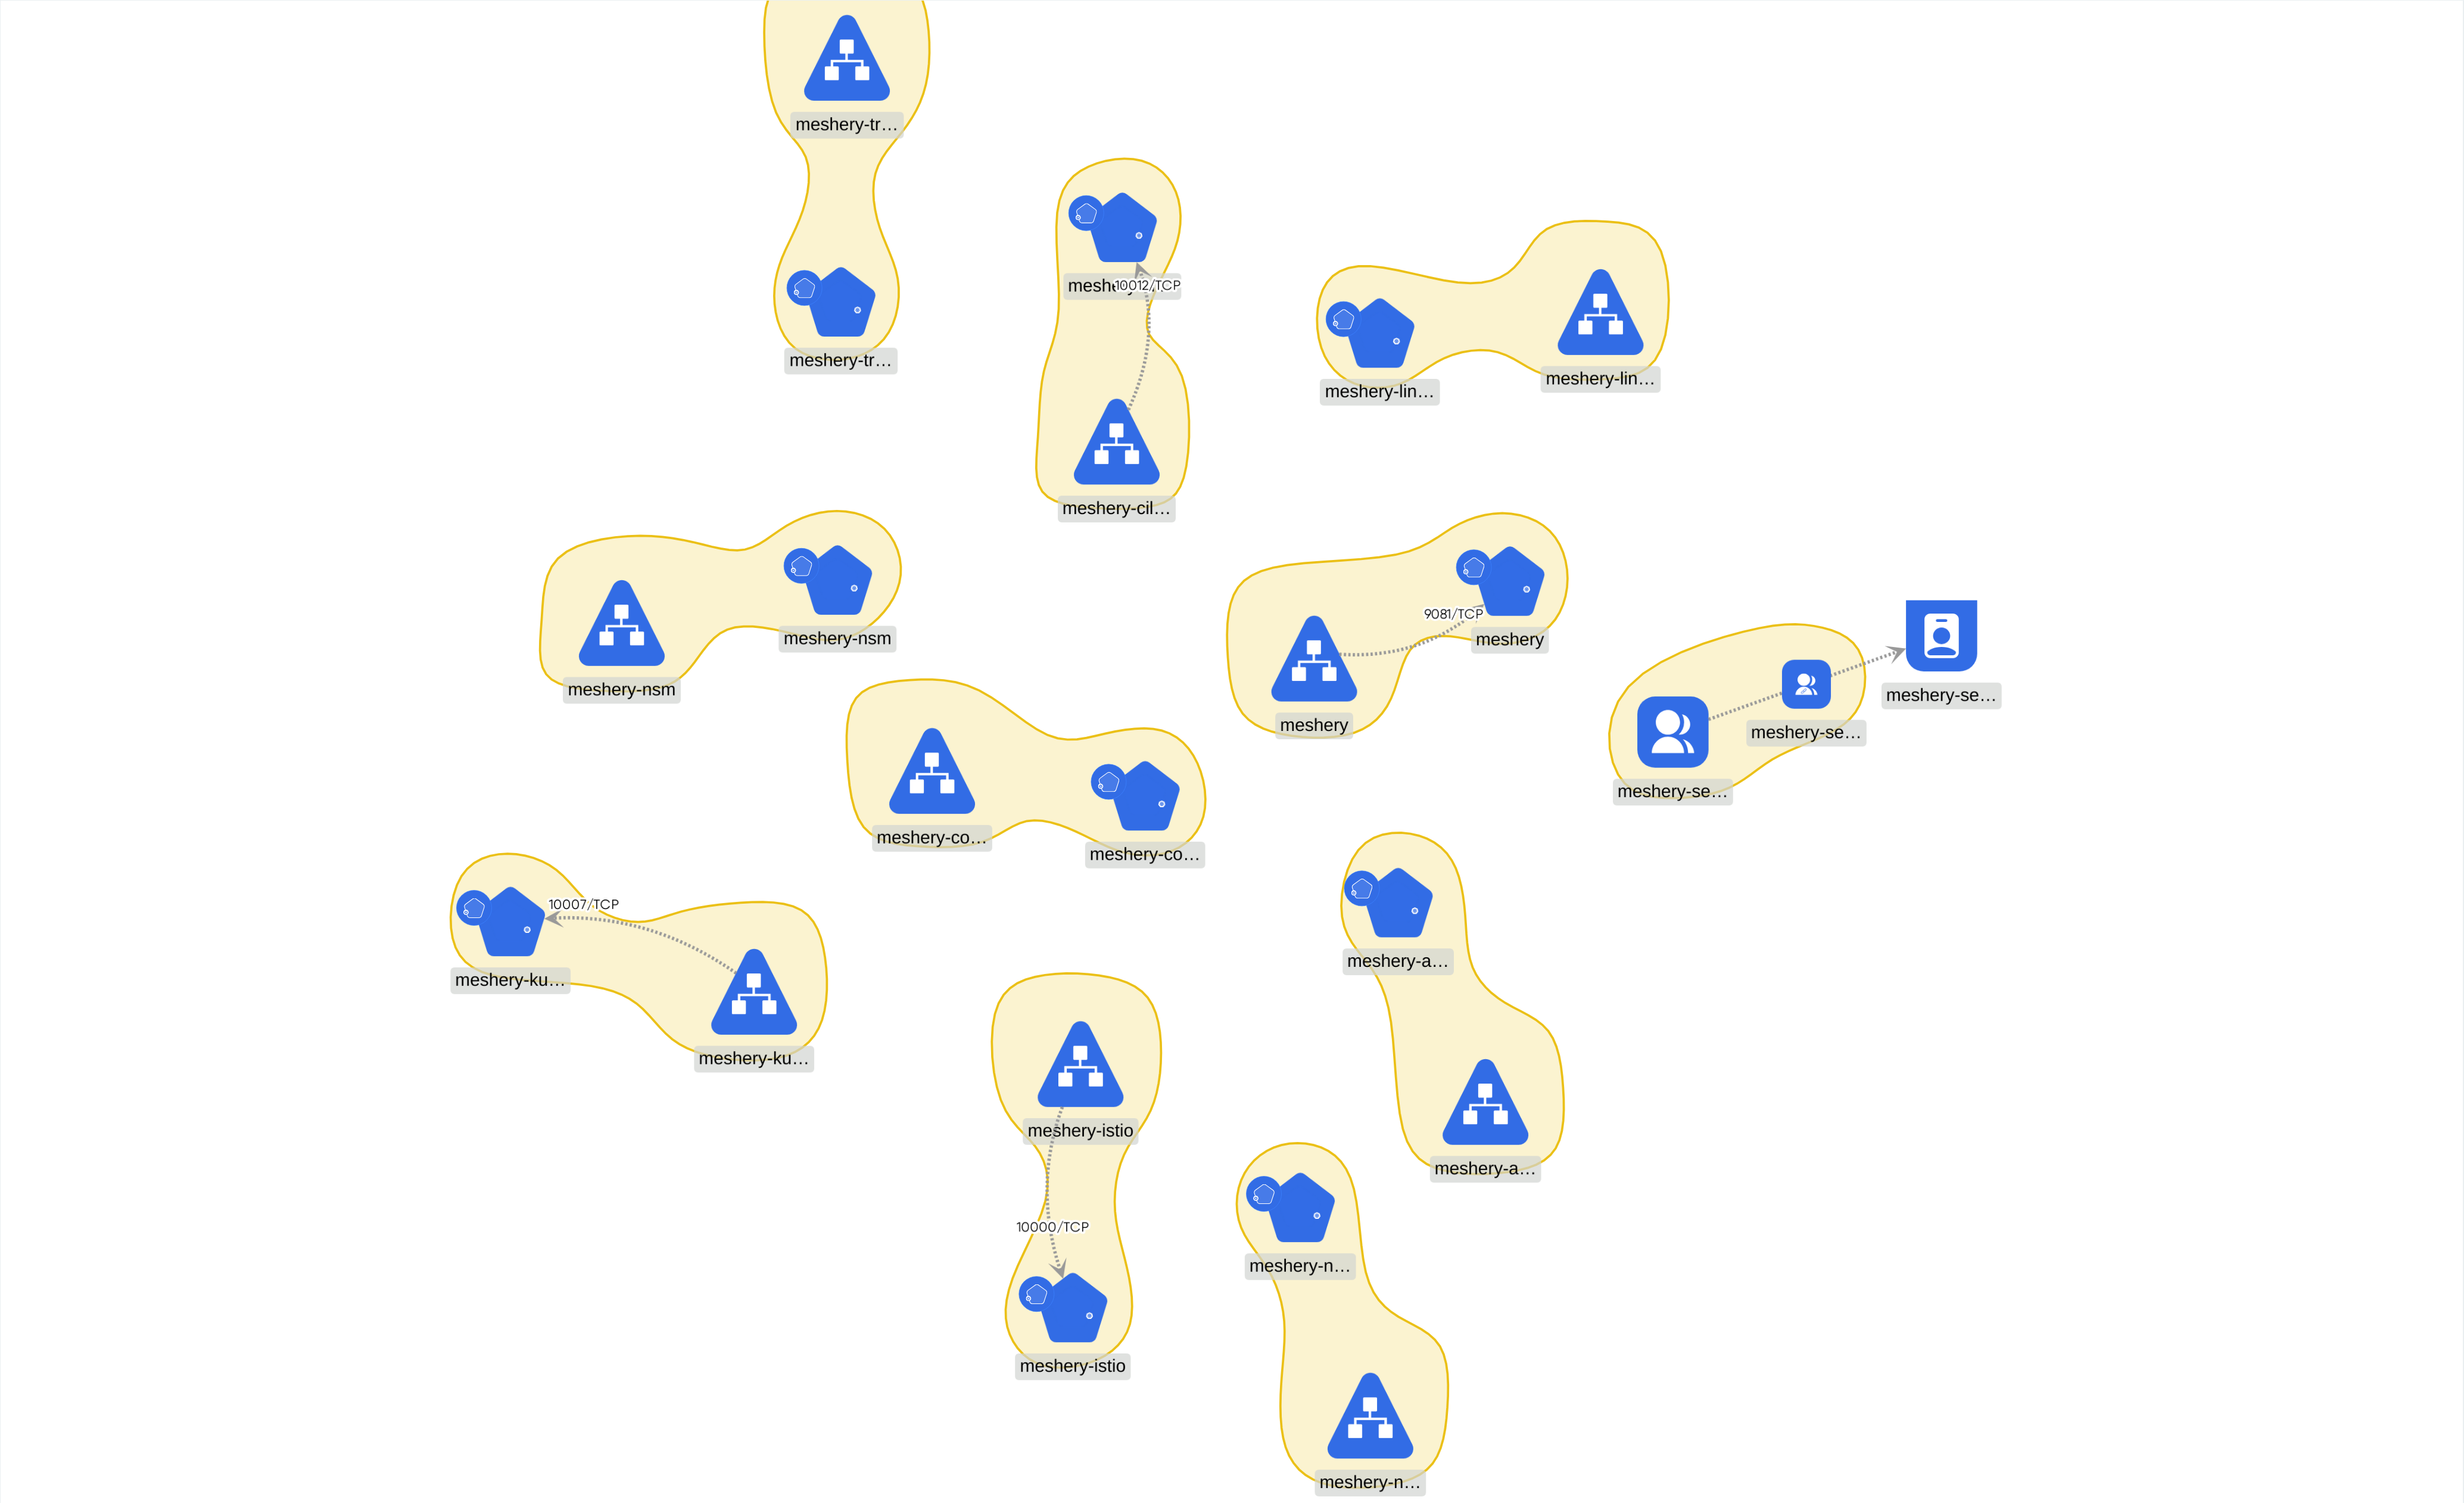 meshery-tr…
meshery-tr…
10012/TCP
meshery-cil…
meshery-lin…
meshery-lin…
meshery-nsm
meshery-nsm
9081/TCP
meshery
meshery
meshery-se…
meshery-se…
meshery-se…
meshery-co…
meshery-co…
10007/TCP
meshery-ku…
meshery-ku…
meshery-a…
meshery-a…
meshery-istio
10000/TCP
meshery-istio
meshery-n…
meshery-n…